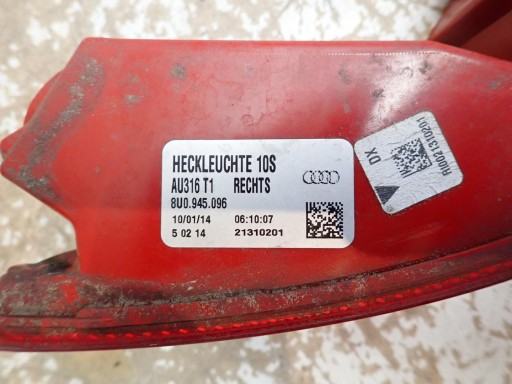 HECKLEUCHTE 10S
AU316 T1 RECHTS
8U0.945.096
10/01/14 06:10:07
5 02 14 21310201
DX